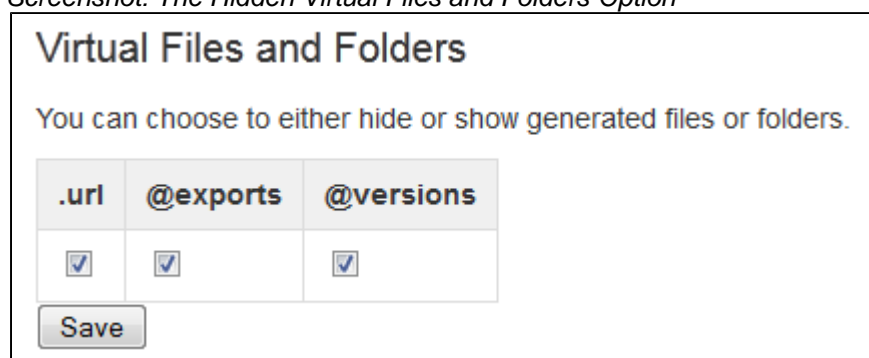 Screenshot: The Hidden Virtual Files and Folders Option
Virtual Files and Folders
You can choose to either hide or show generated files or folders.
.url @exports @versions
Save